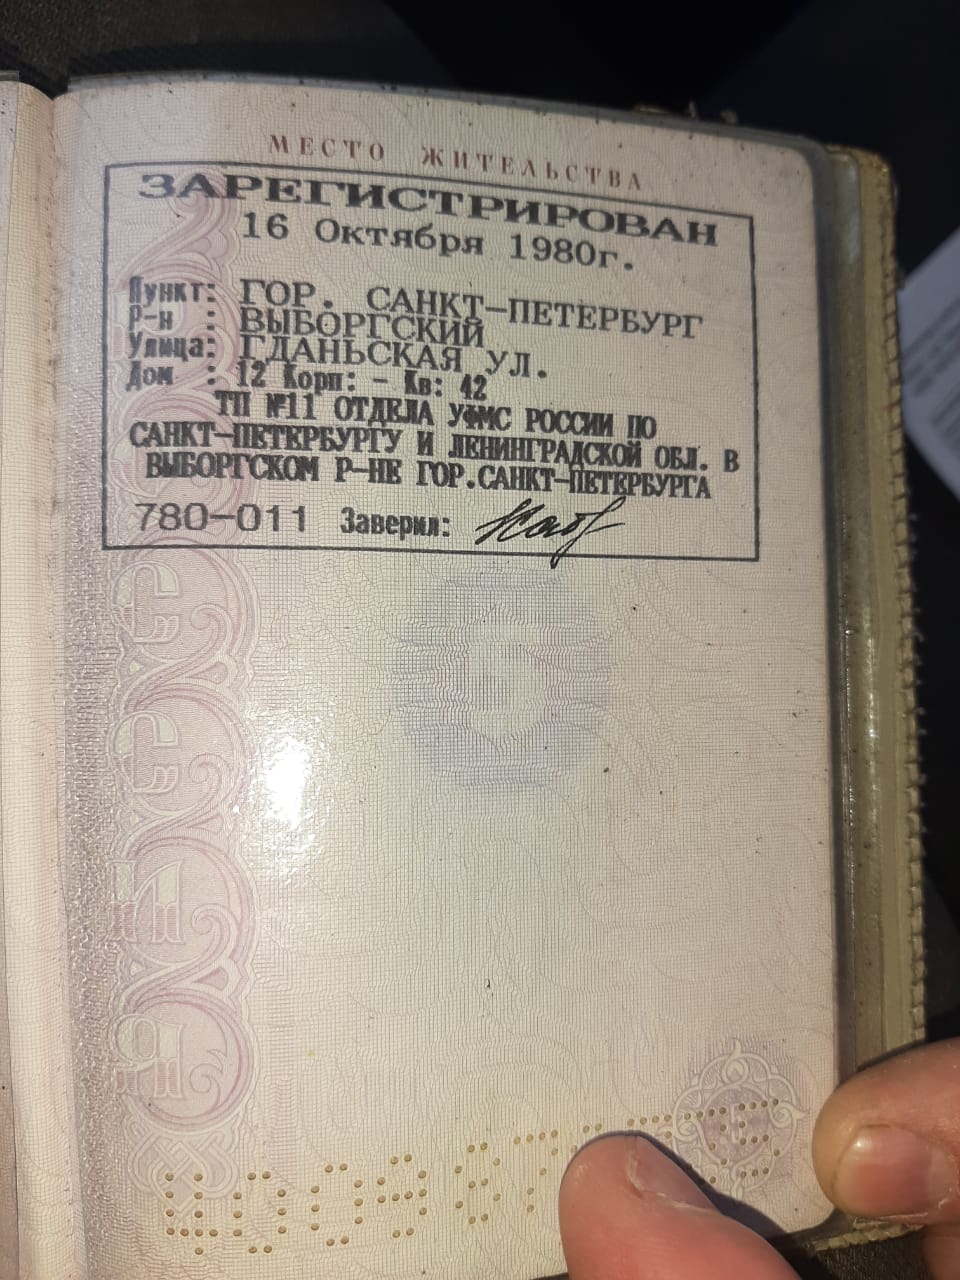 МЕСТО ЖИТЕЛЬСТВА
ЗАРЕГИСТРИРОВАН
16 Октября 1980г.
Пункт: ГОР. САНКТ-ПЕТЕРБУРГ
Р-н : ВЫБОРГСКИЙ
Улица: ГДАНЬСКАЯ УЛ.
Дом : 12 Корп: - Кв: 42
ТП №11 ОТДЕЛА УФМС РОССИИ ПО
САНКТ-ПЕТЕРБУРГУ И ЛЕНИНГРАДСКОЙ ОБЛ. В
ВЫБОРГСКОМ Р-НЕ ГОР.САНКТ-ПЕТЕРБУРГА
780-011 Заверил:
5